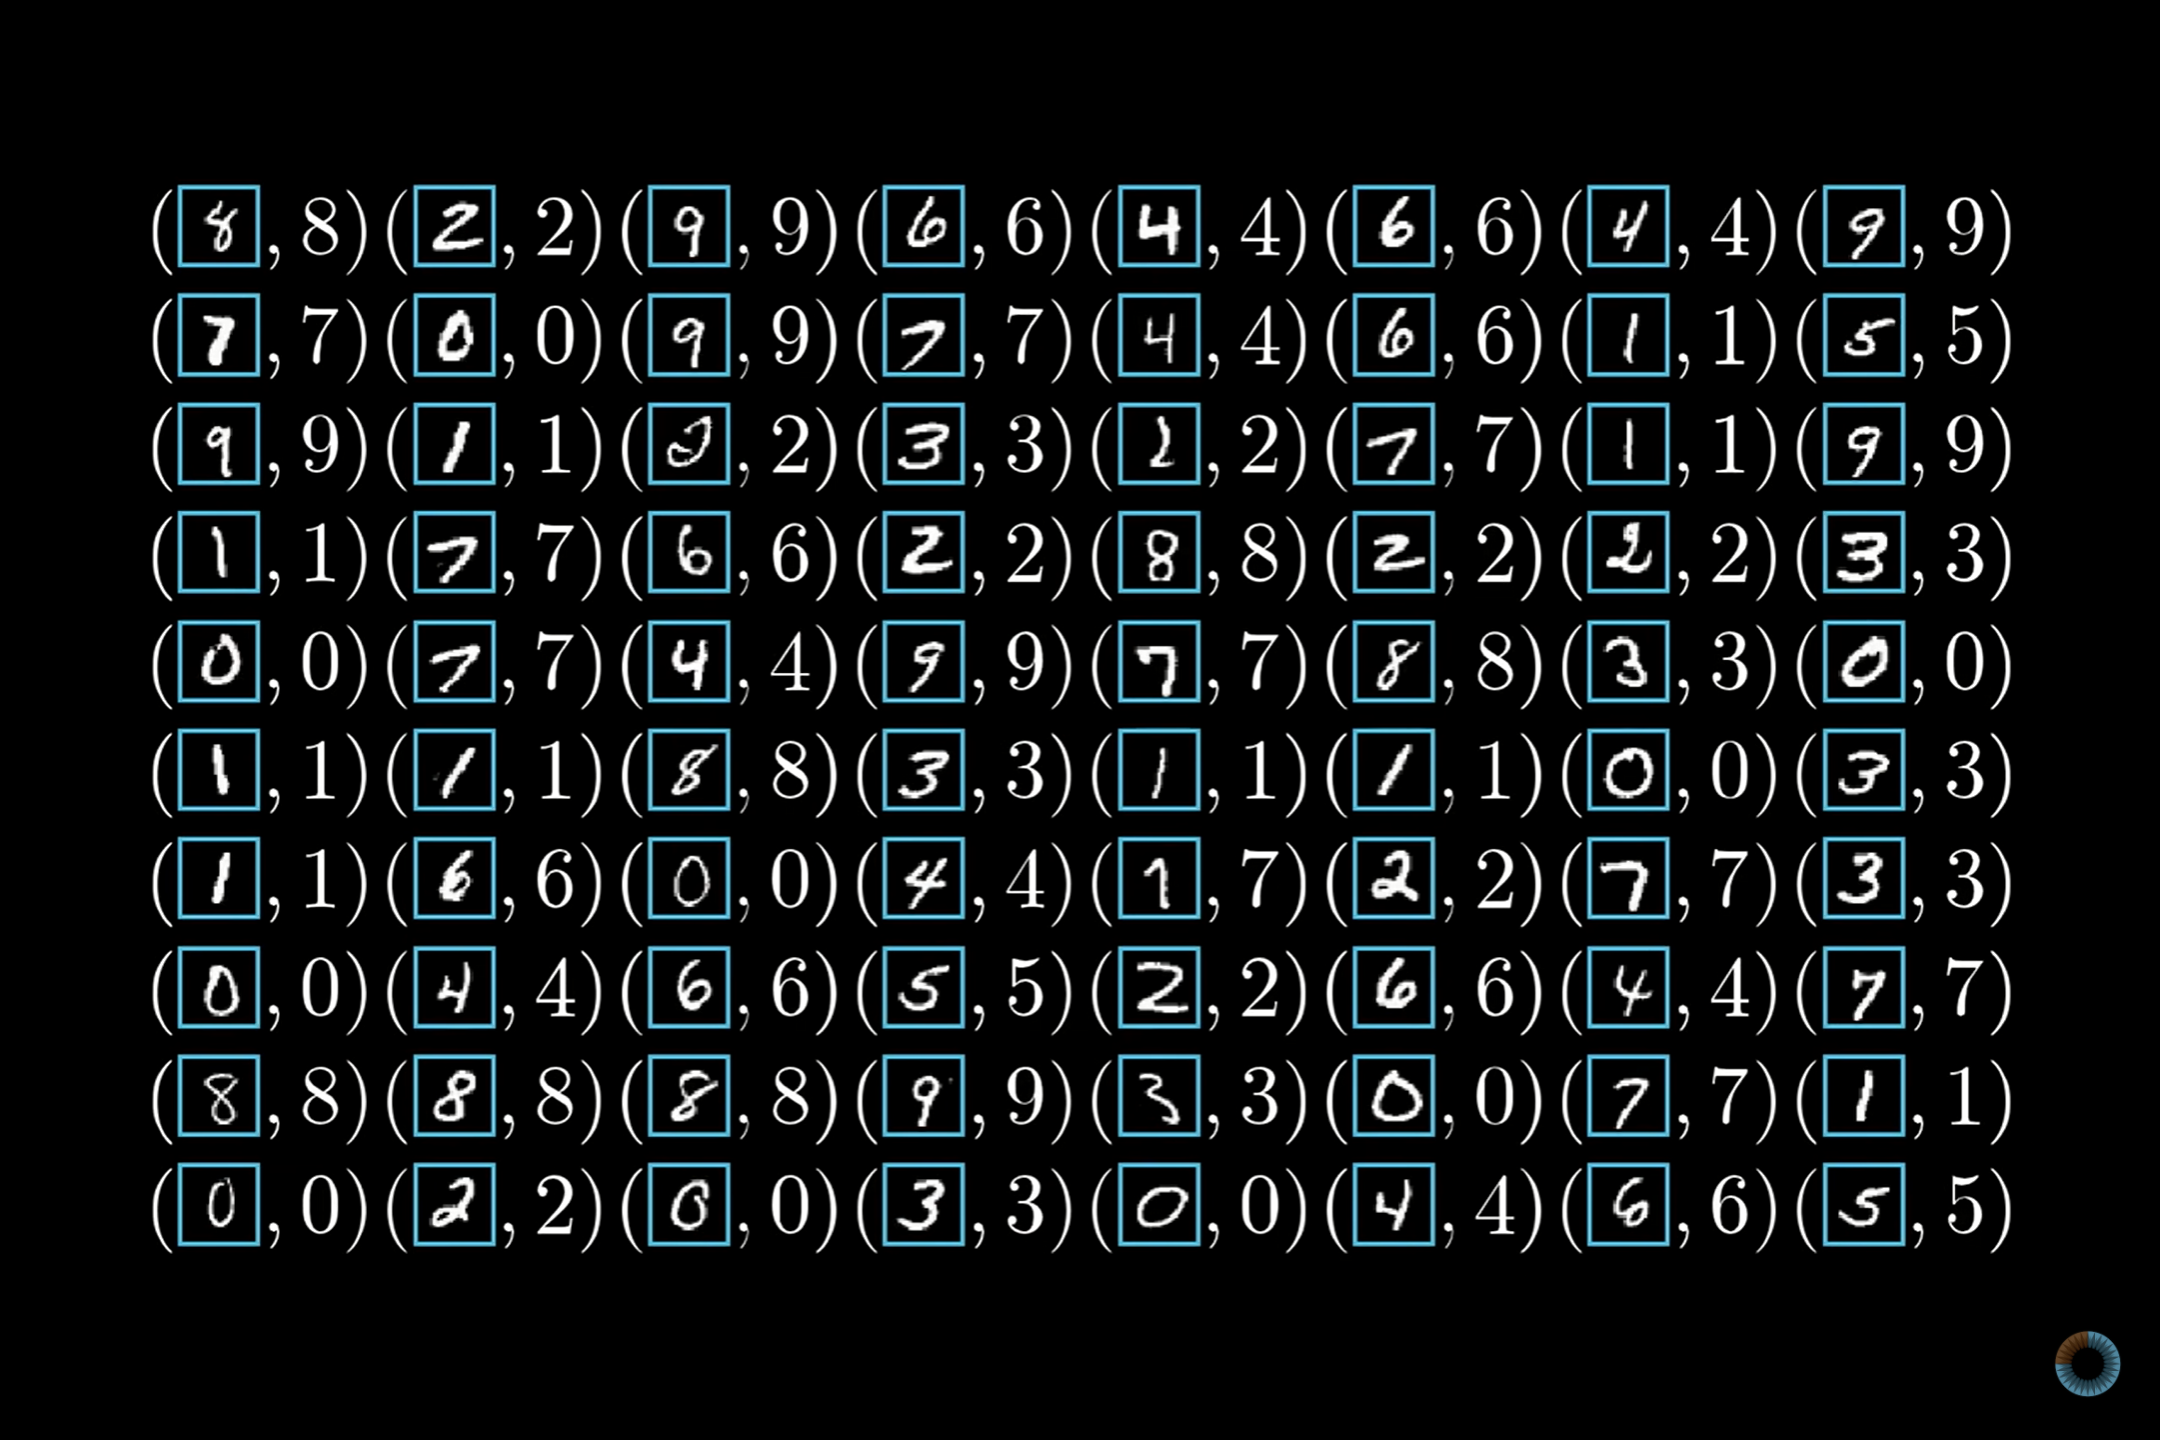 (8, 8) (2, 2) (9, 9) (6, 6) (4, 4) (6, 6) (4, 4) (9, 9)
(7, 7) (0, 0) (9, 9) (7, 7) (4, 4) (6, 6) (1, 1) (5, 5)
(9, 9) (1, 1) (2, 2) (3, 3) (2, 2) (7, 7) (1, 1) (9, 9)
(1, 1) (7, 7) (6, 6) (2, 2) (8, 8) (2, 2) (2, 2) (3, 3)
(0, 0) (7, 7) (4, 4) (9, 9) (7, 7) (8, 8) (3, 3) (0, 0)
(1, 1) (1, 1) (8, 8) (3, 3) (1, 1) (1, 1) (0, 0) (3, 3)
(1, 1) (6, 6) (0, 0) (4, 4) (7, 7) (2, 2) (7, 7) (3, 3)
(0, 0) (4, 4) (6, 6) (5, 5) (2, 2) (6, 6) (4, 4) (7, 7)
(8, 8) (8, 8) (8, 8) (9, 9) (3, 3) (0, 0) (7, 7) (1, 1)
(0, 0) (2, 2) (0, 0) (3, 3) (0, 0) (4, 4) (6, 6) (5, 5)